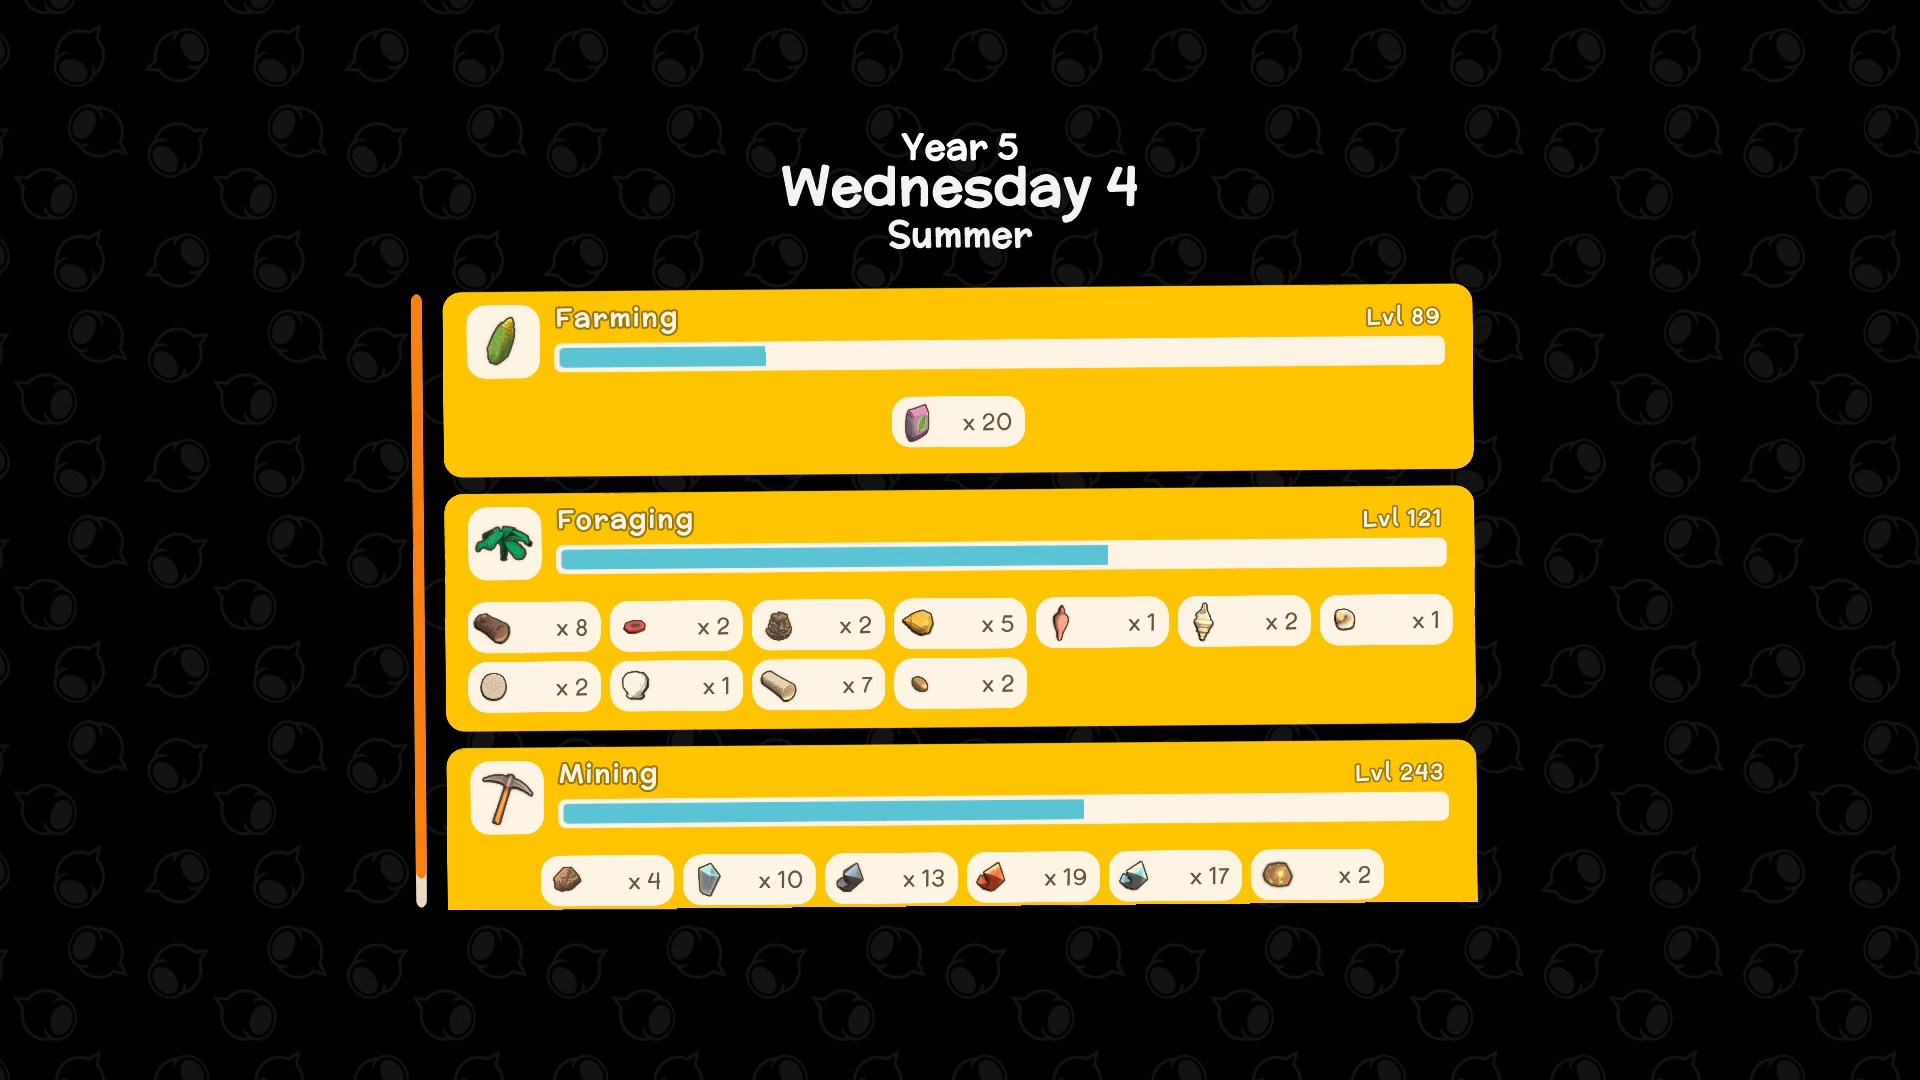 Year 5
Wednesday 4
Summer
Farming
Lvl 89
x 20
Foraging
Lvl 121
x 8
x 2
x 2
x 5
x 1
x 2
x 1
x 2
x 1
x 7
x 2
Mining
Lvl 243
x 4
x 10
x 13
x 19
x 17
x 2